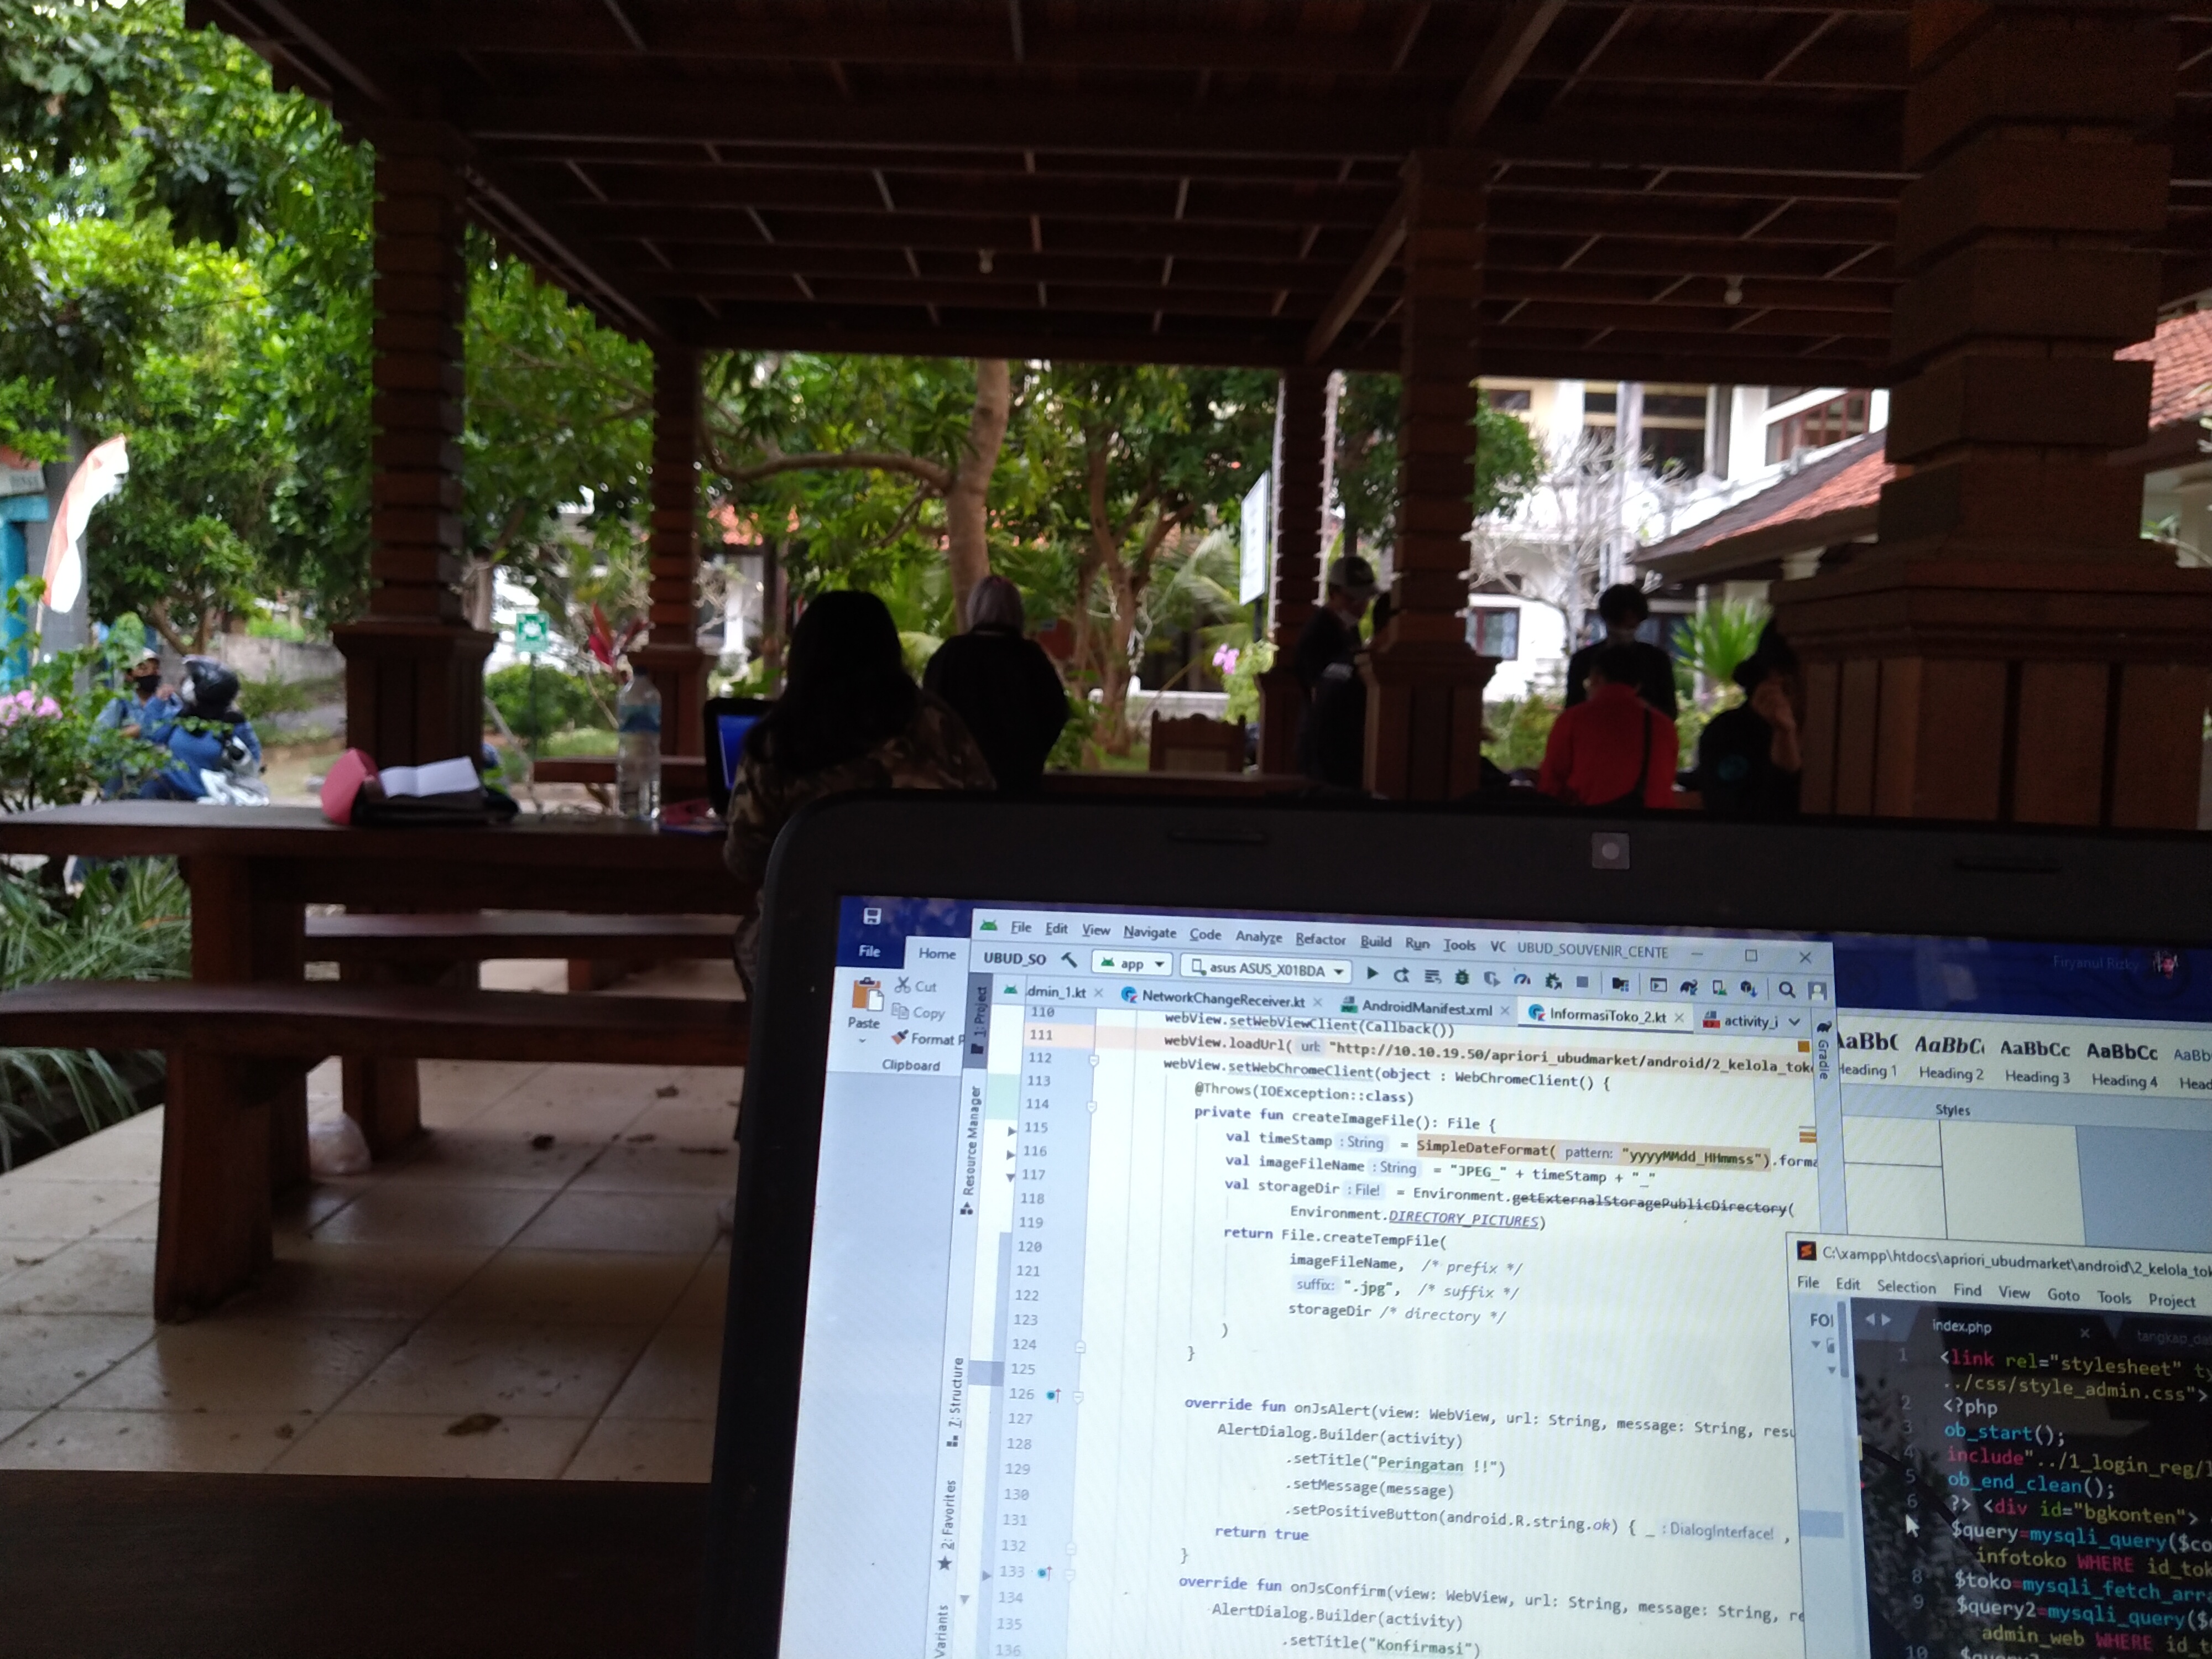 File Edit View Navigate Code Analyze Refactor Build Run Tools VC UBUD_SOUVENIR_CENTE
File Home
UBUD_SO app asus ASUS_X01BDA
Firyanul Rizky
Cut
Copy
Paste
Format P
Clipboard
dmin_1.kt NetworkChangeReceiver.kt AndroidManifest.xml InformasiToko_2.kt activity_i
1: Project
Resource Manager
7: Structure
2: Favorites
Variants
Gradle
110 webView.setWebViewClient(Callback())
111 webView.loadUrl( url: "http://10.10.19.50/apriori_ubudmarket/android/2_kelola_tok
112 webView.setWebChromeClient(object : WebChromeClient() {
113 @Throws(IOException::class)
114 private fun createImageFile(): File {
115 val timeStamp : String = SimpleDateFormat( pattern: "yyyyMMdd_HHmmss").forma
116 val imageFileName : String = "JPEG_" + timeStamp + "_"
117 val storageDir : File! = Environment.getExternalStoragePublicDirectory(
118 Environment.DIRECTORY_PICTURES)
119 return File.createTempFile(
120 imageFileName, /* prefix */
121 suffix: ".jpg", /* suffix */
122 storageDir /* directory */
123 )
124 }
125
126 override fun onJsAlert(view: WebView, url: String, message: String, resu
127 AlertDialog.Builder(activity)
128 .setTitle("Peringatan !!")
129 .setMessage(message)
130 .setPositiveButton(android.R.string.ok) { _ : DialogInterface! ,
131 return true
132 }
133 override fun onJsConfirm(view: WebView, url: String, message: String, re
134 AlertDialog.Builder(activity)
135 .setTitle("Konfirmasi")
136
AaBbC AaBbCc AaBbCc AaBbCc AaBb
Heading 1 Heading 2 Heading 3 Heading 4 Head
Styles
C:\xampp\htdocs\apriori_ubudmarket\android\2_kelola_tok
File Edit Selection Find View Goto Tools Project
FOL
index.php tangkap_da
1 <link rel="stylesheet" ty
../css/style_admin.css">
2 <?php
3 ob_start();
4 include"../1_login_reg/
5 ob_end_clean();
6 ?> <div id="bgkonten">
$query=mysqli_query($co
infotoko WHERE id_tok
8 $toko=mysqli_fetch_arr
9 $query2=mysqli_query($
admin_web WHERE id_t
10